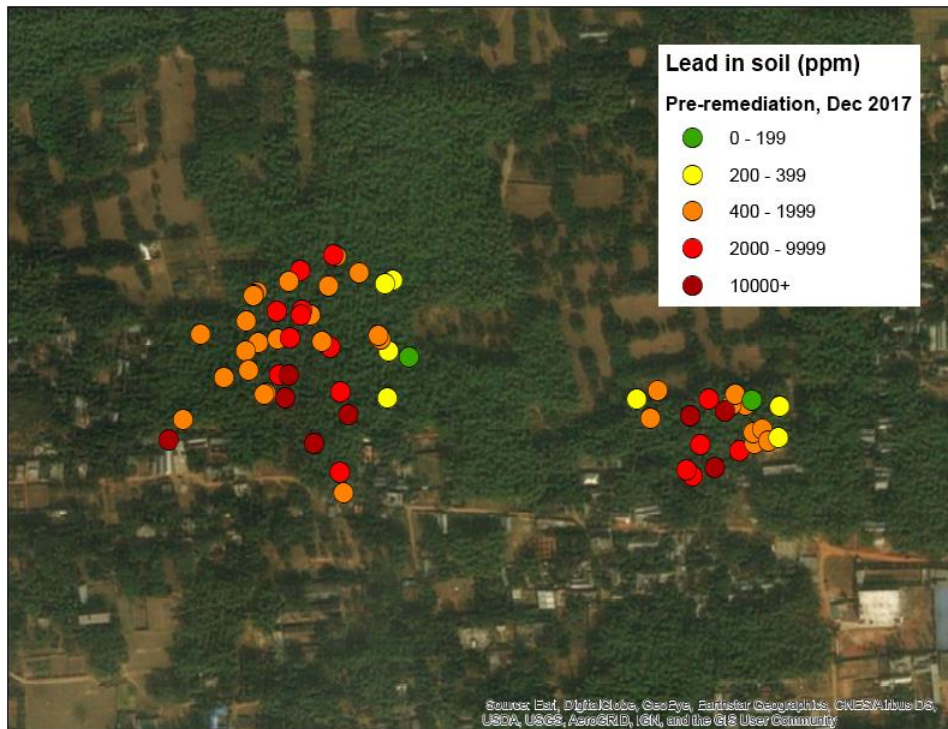 Lead in soil (ppm)
Pre-remediation, Dec 2017
0 - 199
200 - 399
400 - 1999
2000 - 9999
10000+
Source: Esri, DigitalGlobe, GeoEye, Earthstar Geographics, CNES/Airbus DS,
USDA, USGS, AeroGRID, IGN, and the GIS User Community